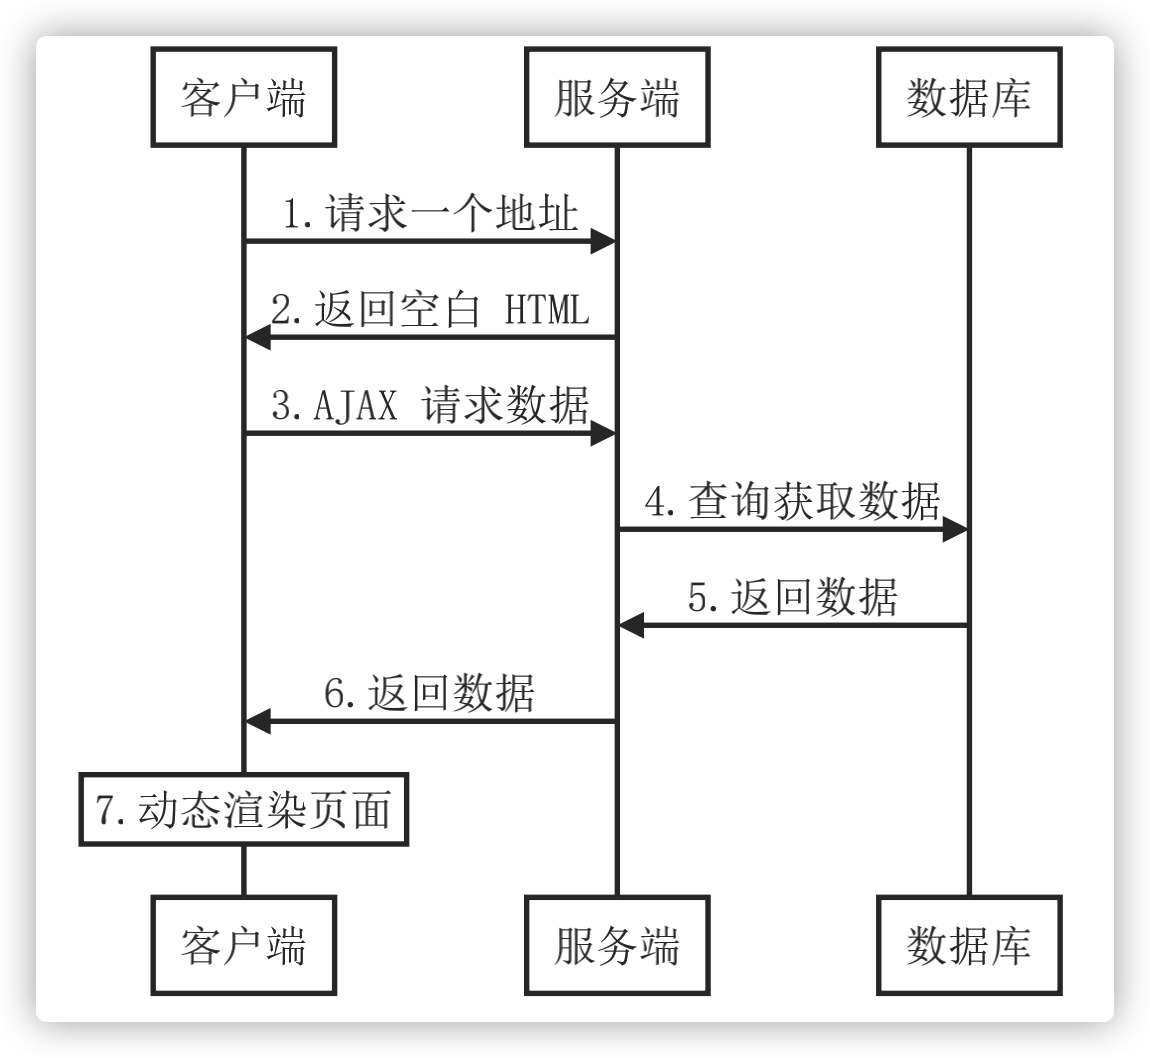 客户端
服务端
数据库
1.请求一个地址
2.返回空白 HTML
3.AJAX 请求数据
4.查询获取数据
5.返回数据
6.返回数据
7.动态渲染页面
客户端
服务端
数据库